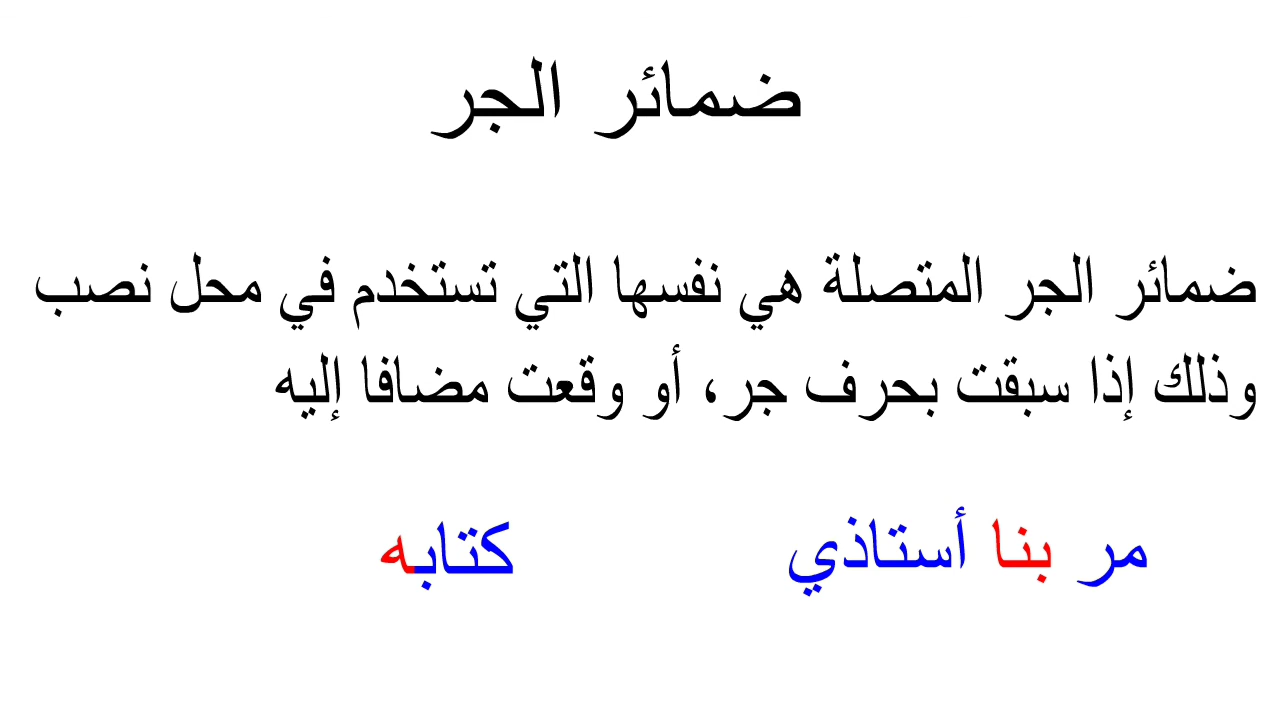 ضمائر الجر
ضمائر الجر المتصلة هي نفسها التي تستخدم في محل نصب
وذلك إذا سبقت بحرف جر، أو وقعت مضافا إليه
مر بنا أستاذي كتابه